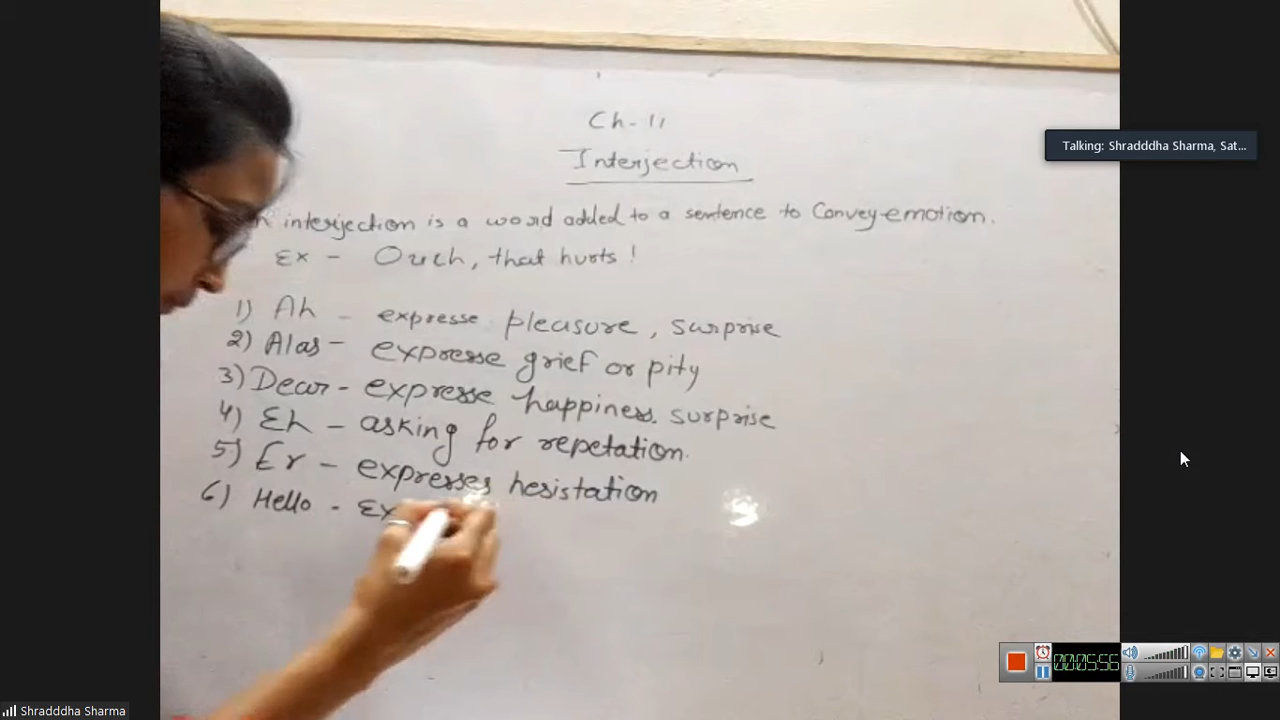 Ch-11
Interjection
Talking: Shradddha Sharma, Sat...
interjection is a word added to a sentence to Convey emotion.
Ex - Ouch, that hurts!
1) Ah - expresse pleasure, surprise
2) Alas - expresse grief or pity
3) Dear - expresse happiness. surprise
4) Eh - asking for repetation.
5) Er - expresses hesistation
6) Hello - Ex
00:05:56
Shradddha Sharma